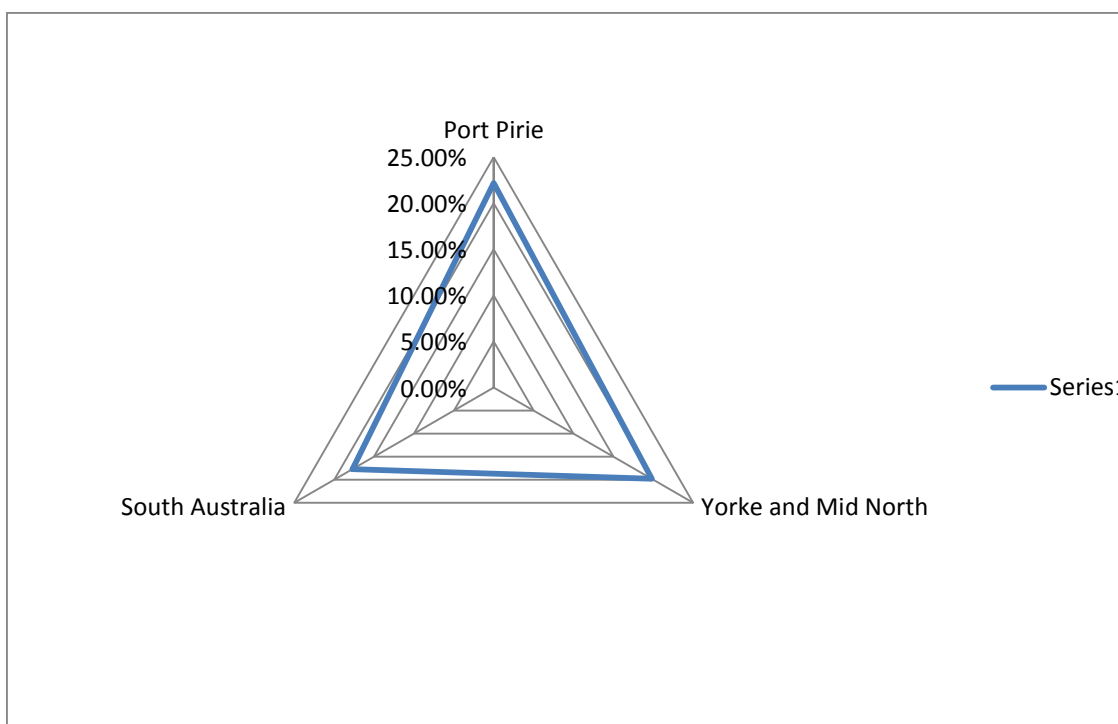 Port Pirie
25.00%
20.00%
15.00%
10.00%
5.00%
0.00%
Series1
South Australia
Yorke and Mid North